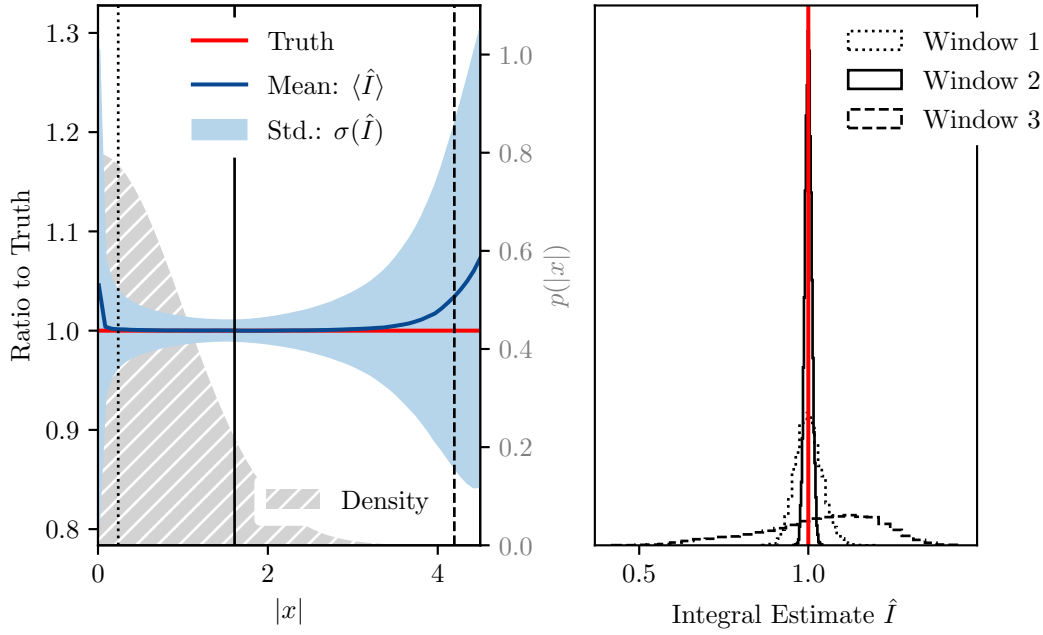 Ratio to Truth
1.3
1.2
1.1
1.0
0.9
0.8
Truth
Mean: ⟨Î⟩
Std.: σ(Î)
Density
0
2
4
|x|
1.0
0.8
0.6
0.4
0.2
0.0
p(|x|)
Window 1
Window 2
Window 3
0.5
1.0
Integral Estimate Î